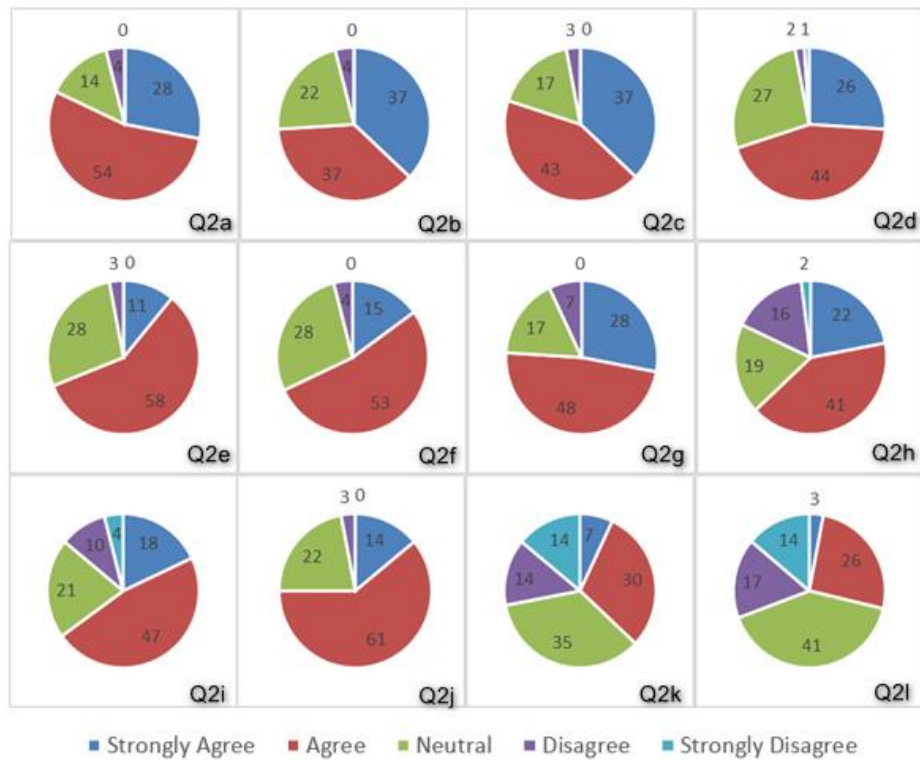 0 0 3 0 2 1
4 28 4 37 17 37 27 26
14 22
54 37 43 44
Q2a Q2b Q2c Q2d
3 0 0 0 2
11 4 15 7 28 16 22
28 28 17 19
58 53 48 41
Q2e Q2f Q2g Q2h
3 0 3
4 18 14 14 7 14
10 22 14 30 17 26
21
47 61 35 41
Q2i Q2j Q2k Q2l
Strongly Agree Agree Neutral Disagree Strongly Disagree